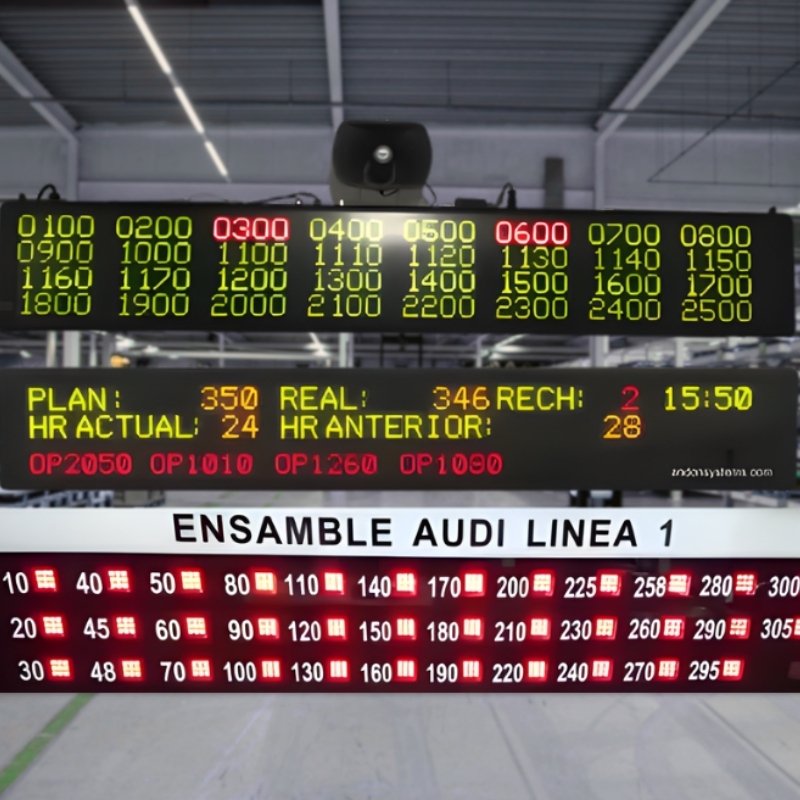 0100 0200 0300 0400 0500 0600 0700 0800
0900 1000 1100 1110 1120 1130 1140 1150
1160 1170 1200 1300 1400 1500 1600 1700
1800 1900 2000 2100 2200 2300 2400 2500
PLAN: 350 REAL: 346 RECH: 2 15:50
HR ACTUAL: 24 HR ANTERIOR: 28
OP2050 OP1010 OP1260 OP1080
andonsystems.com
ENSAMBLE AUDI LINEA 1
10 40 50 80 110 140 170 200 225 258 280 300
20 45 60 90 120 150 180 210 230 260 290 305
30 48 70 100 130 160 190 220 240 270 295